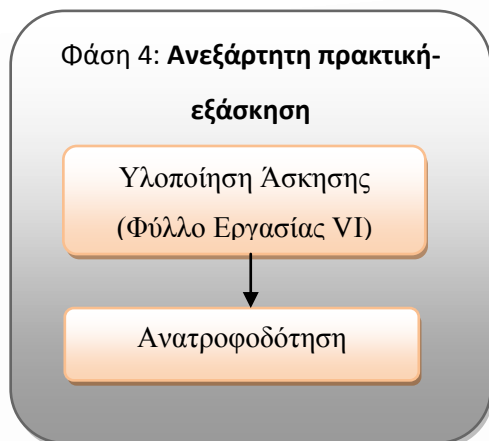 Φάση 4: Ανεξάρτητη πρακτική-
εξάσκηση
Υλοποίηση Άσκησης
(Φύλλο Εργασίας VI)
Ανατροφοδότηση